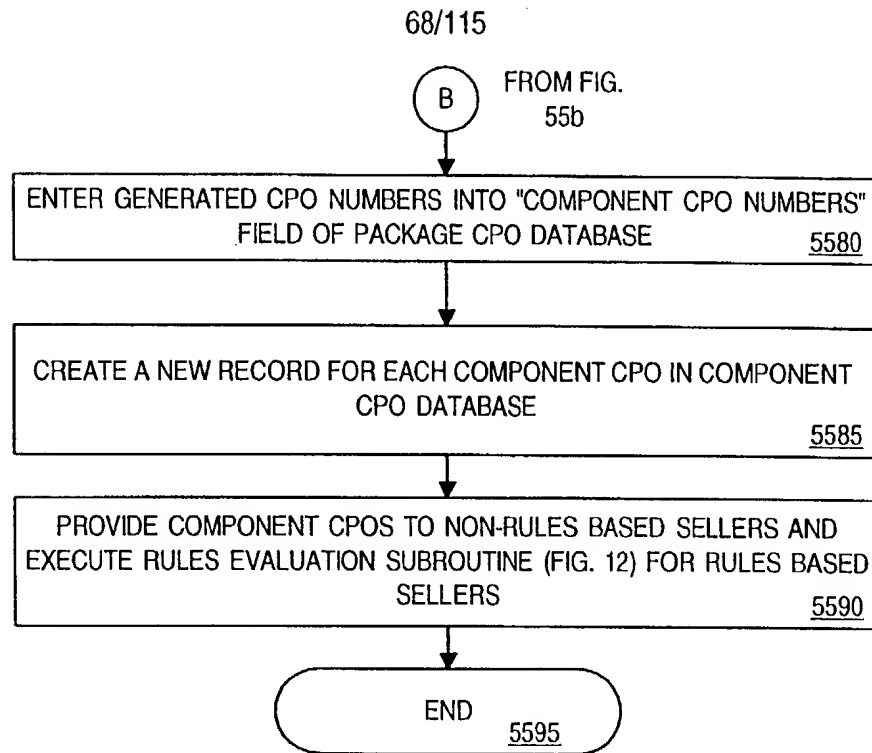 68/115
B
FROM FIG.
55b
ENTER GENERATED CPO NUMBERS INTO "COMPONENT CPO NUMBERS"
FIELD OF PACKAGE CPO DATABASE
5580
CREATE A NEW RECORD FOR EACH COMPONENT CPO IN COMPONENT
CPO DATABASE
5585
PROVIDE COMPONENT CPOS TO NON-RULES BASED SELLERS AND
EXECUTE RULES EVALUATION SUBROUTINE (FIG. 12) FOR RULES BASED
SELLERS
5590
END
5595